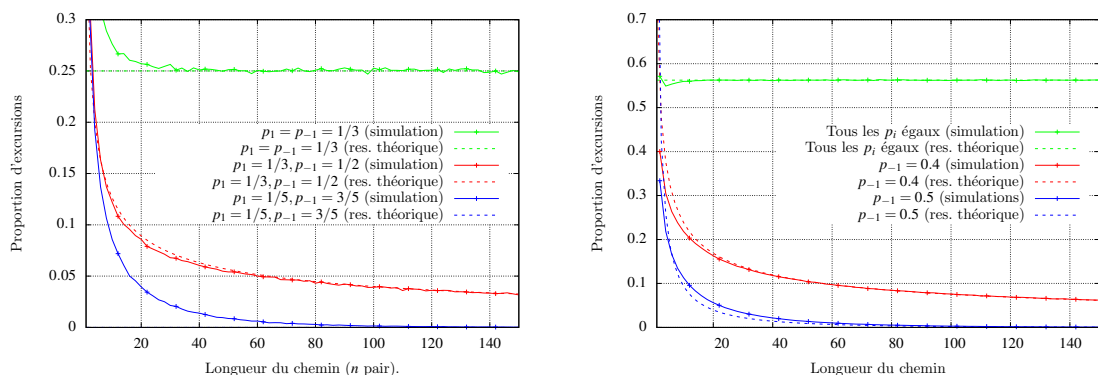 0.3
0.25
0.2
0.15
0.1
0.05
0
Proportion d'excursions
p₁ = p₋₁ = 1/3 (simulation)
p₁ = p₋₁ = 1/3 (res. théorique)
p₁ = 1/3, p₋₁ = 1/2 (simulation)
p₁ = 1/3, p₋₁ = 1/2 (res. théorique)
p₁ = 1/5, p₋₁ = 3/5 (simulation)
p₁ = 1/5, p₋₁ = 3/5 (res. théorique)
20 40 60 80 100 120 140
Longueur du chemin (n pair).
0.7
0.6
0.5
0.4
0.3
0.2
0.1
0
Proportion d'excursions
Tous les pᵢ égaux (simulation)
Tous les pᵢ égaux (res. théorique)
p₋₁ = 0.4 (simulation)
p₋₁ = 0.4 (res. théorique)
p₋₁ = 0.5 (simulations)
p₋₁ = 0.5 (res. théorique)
20 40 60 80 100 120 140
Longueur du chemin